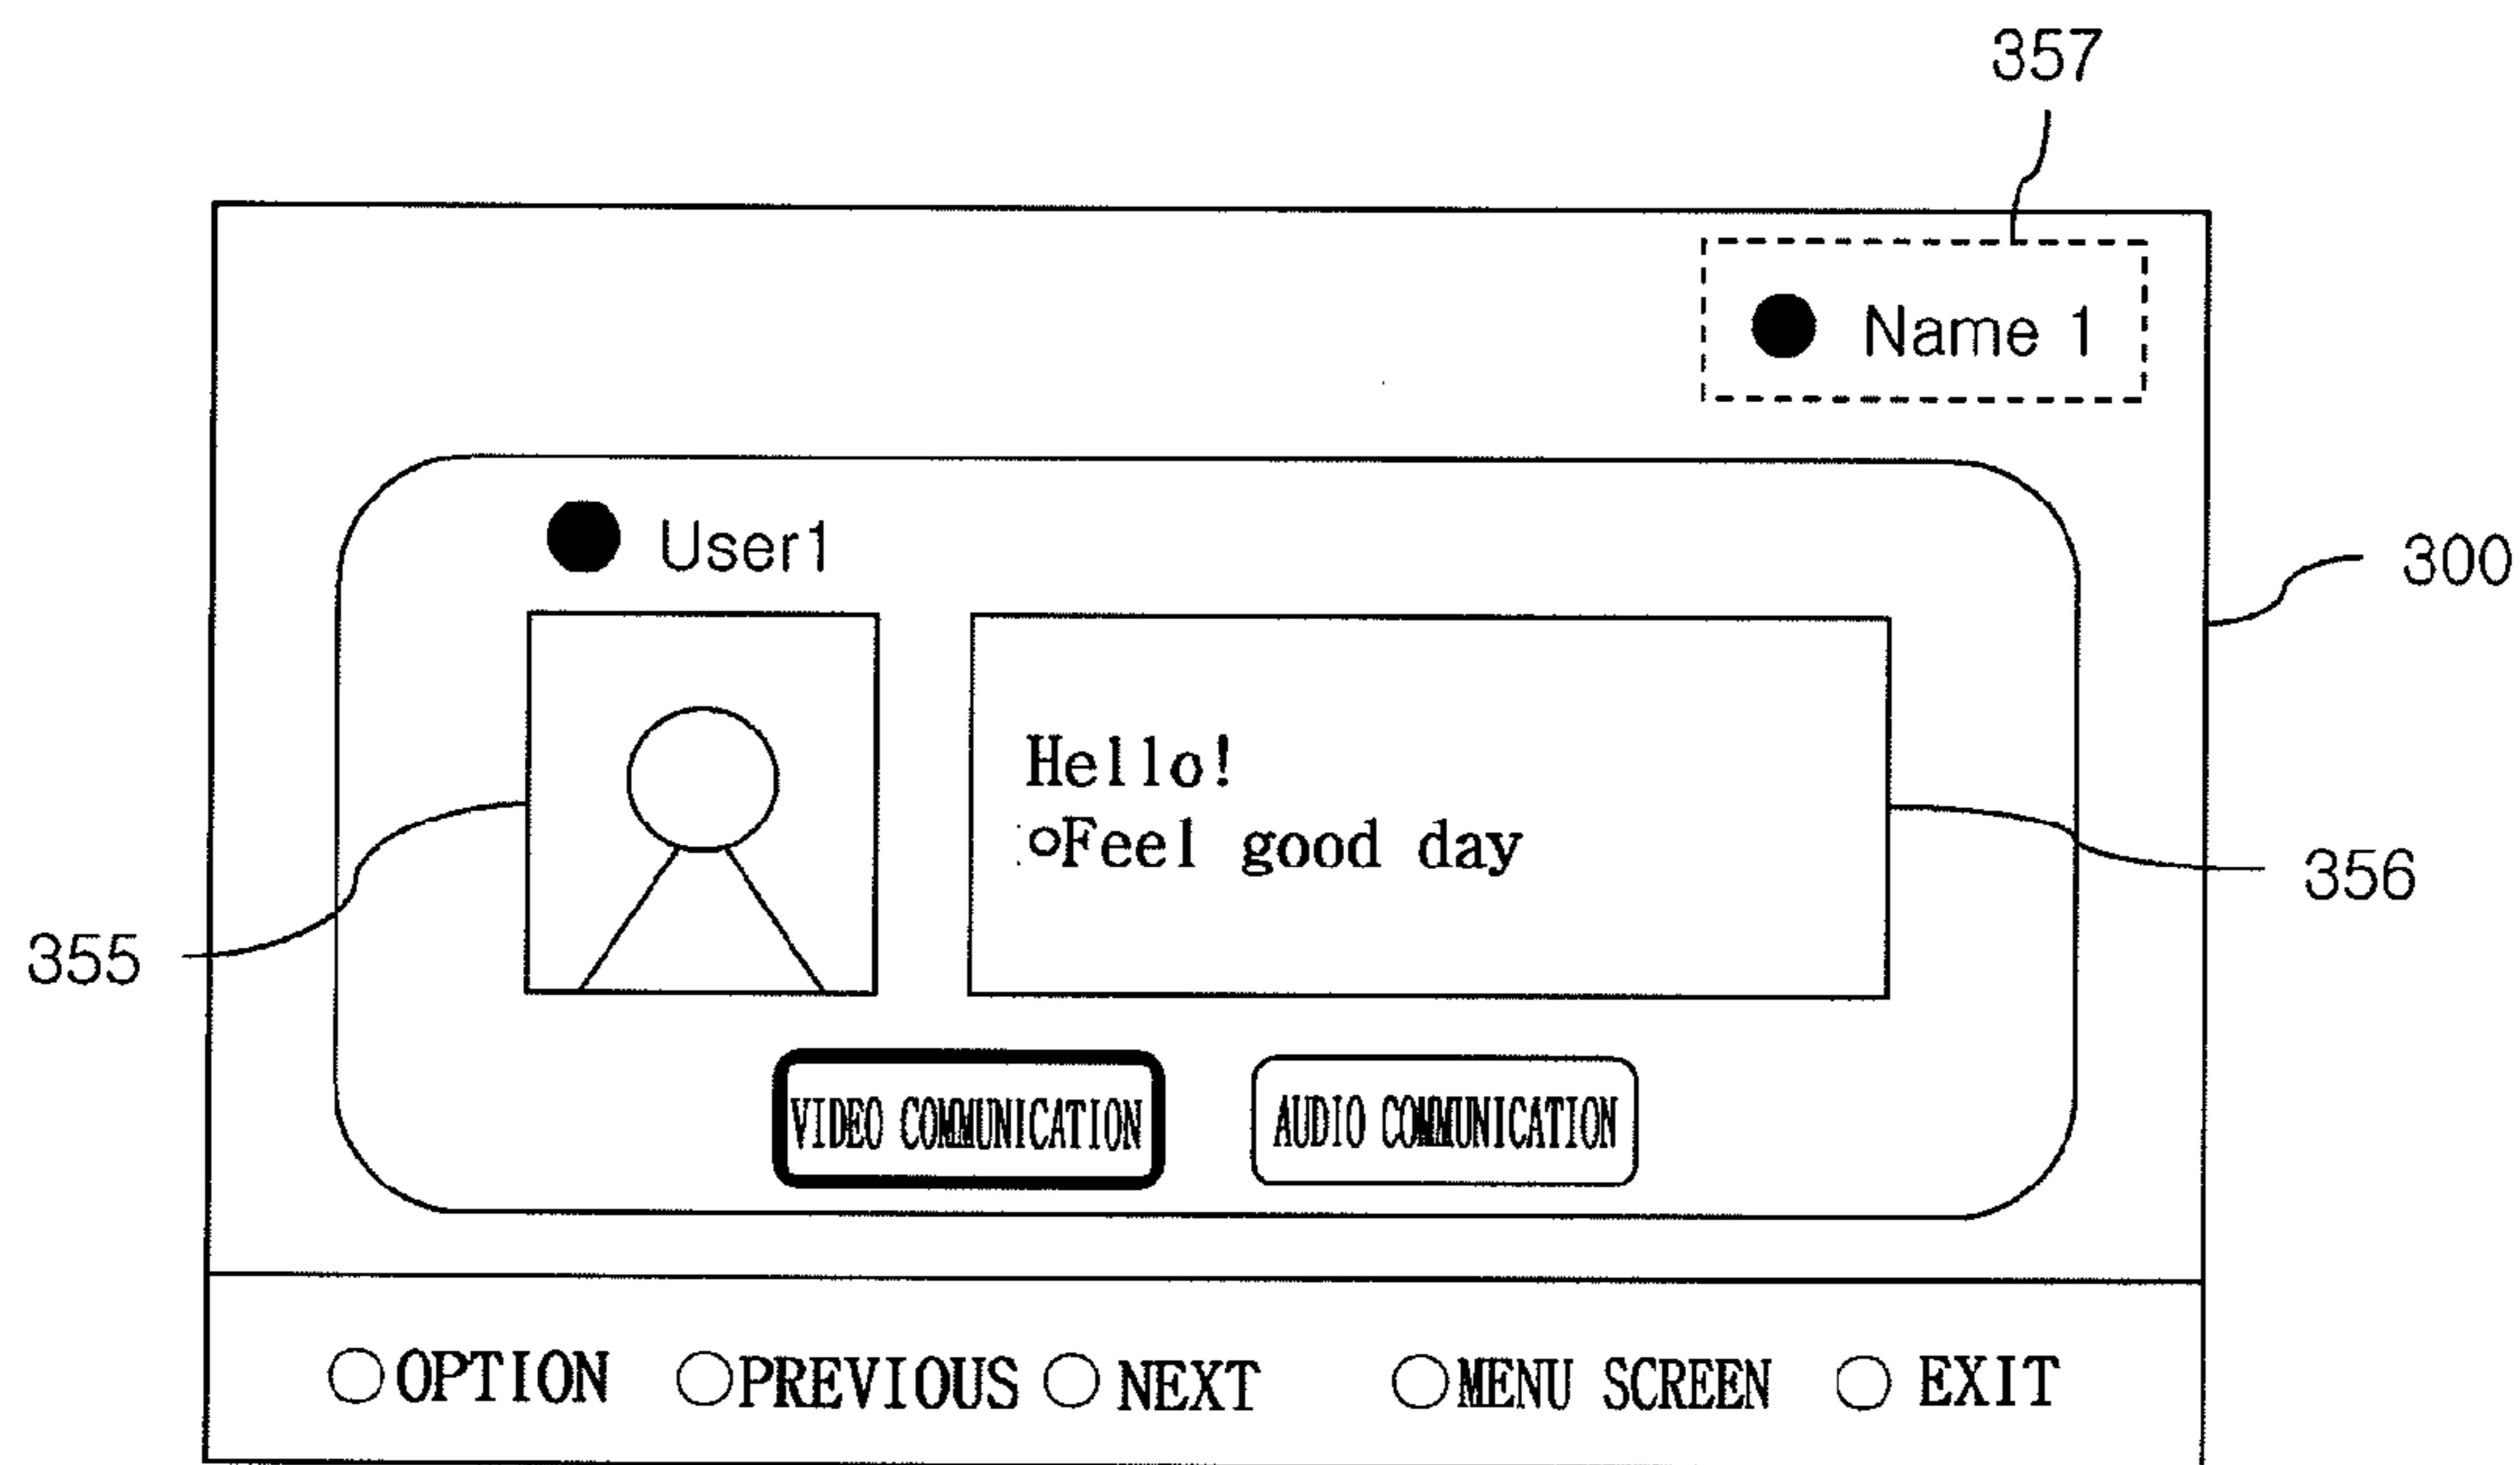 357
Name 1
User1
300
Hello!
Feel good day
356
355
VIDEO COMMUNICATION
AUDIO COMMUNICATION
OPTION PREVIOUS NEXT MENU SCREEN EXIT